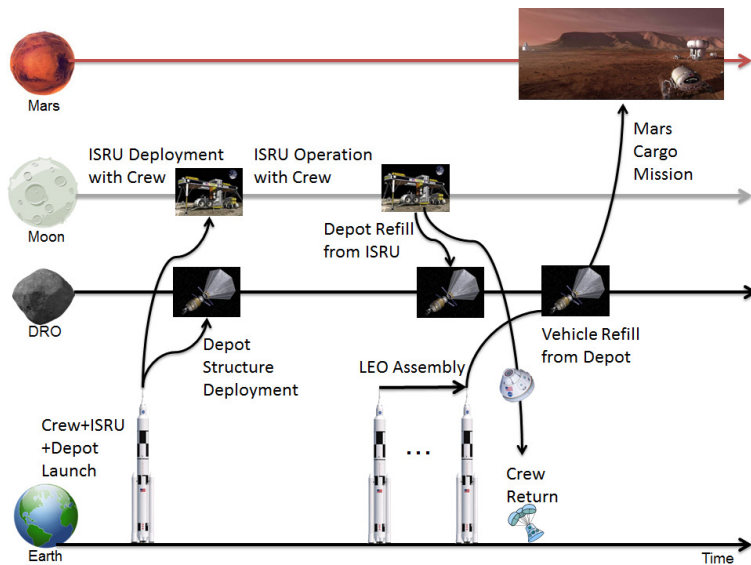 Mars
ISRU Deployment
with Crew
ISRU Operation
with Crew
Mars
Cargo
Mission
Moon
Depot Refill
from ISRU
DRO
Depot
Structure
Deployment
LEO Assembly
Vehicle Refill
from Depot
Crew+ISRU
+Depot
Launch
...
Crew
Return
Earth
Time